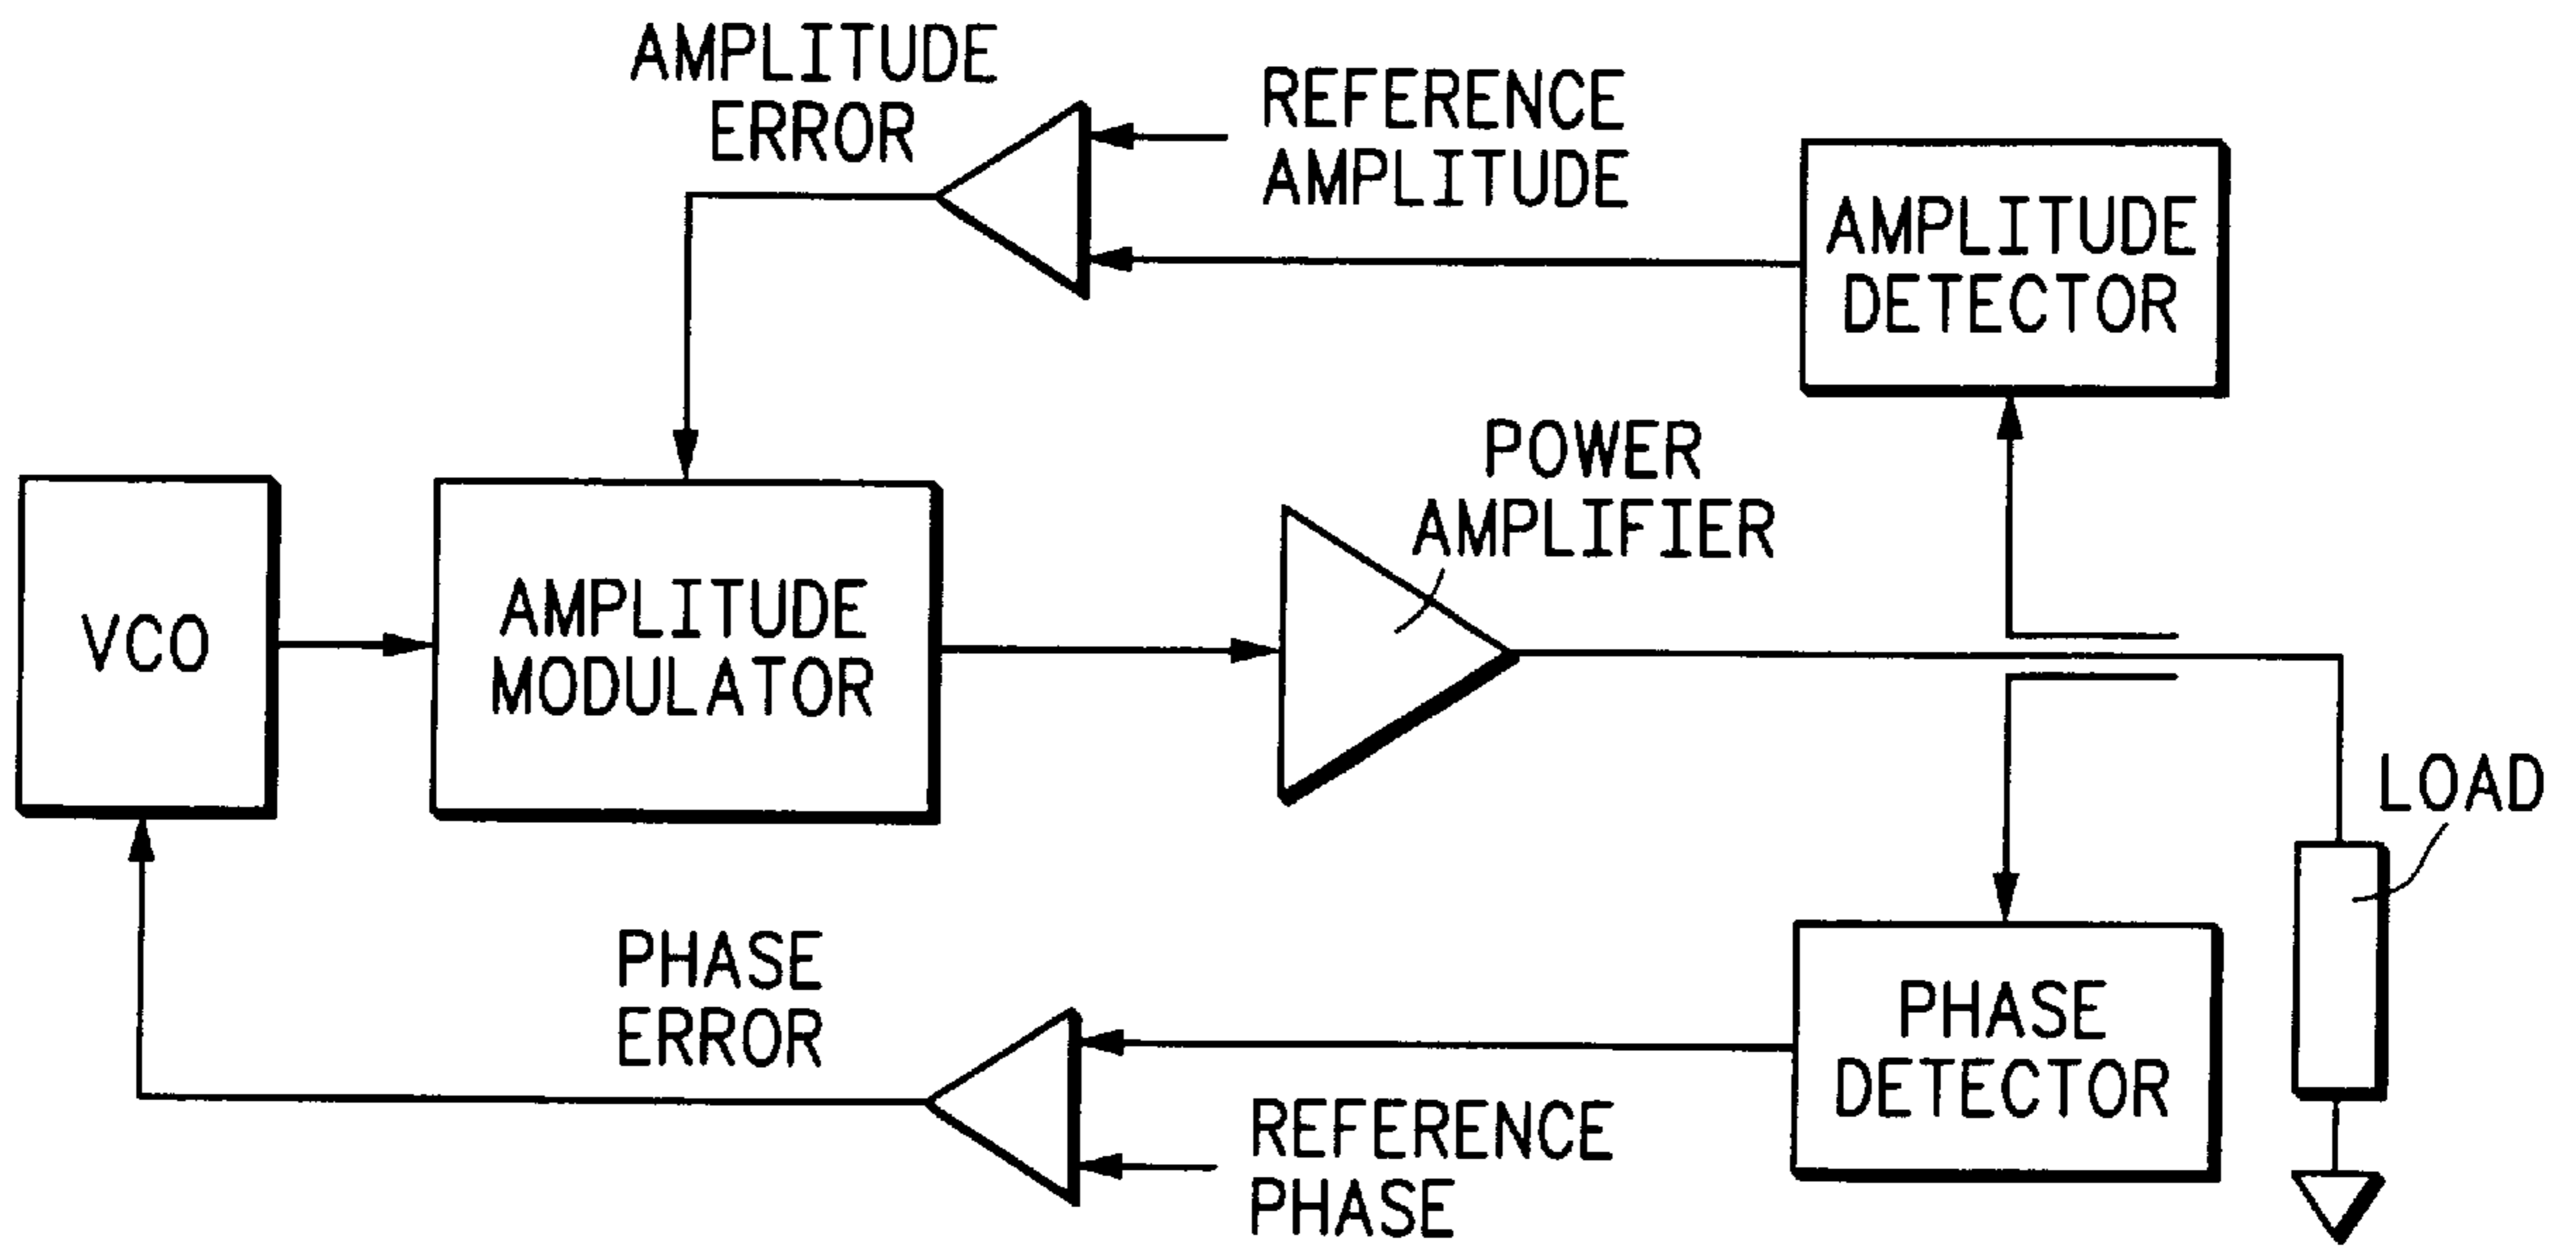 AMPLITUDE
ERROR
REFERENCE
AMPLITUDE
AMPLITUDE
DETECTOR
POWER
AMPLIFIER
VCO
AMPLITUDE
MODULATOR
LOAD
PHASE
ERROR
PHASE
DETECTOR
REFERENCE
PHASE